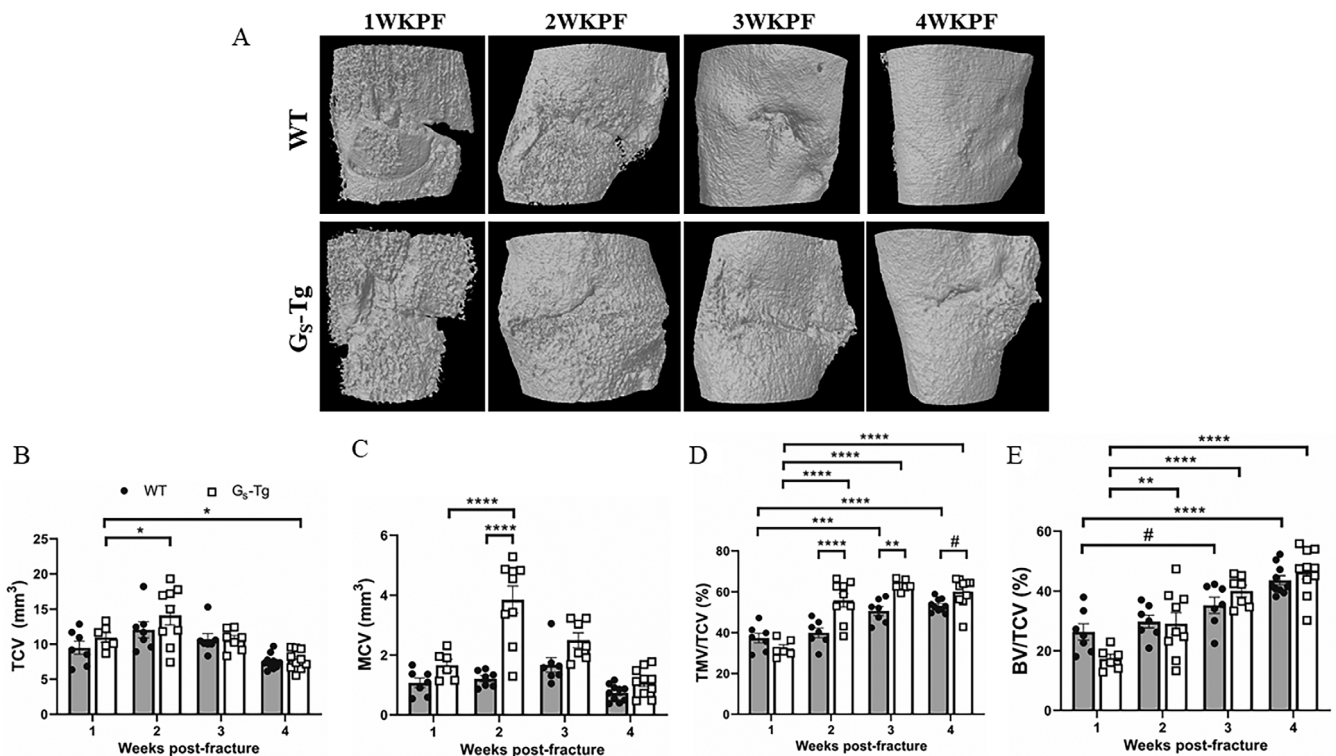 A
1WKPF 2WKPF 3WKPF 4WKPF
WT
GS-Tg
B
● WT □ GS-Tg
*
*
TCV (mm³)
25
20
15
10
5
0
1 2 3 4
Weeks post-fracture
C
****
****
MCV (mm³)
6
4
2
0
1 2 3 4
Weeks post-fracture
D
****
****
****
****
***
**** ** #
TMV/TCV (%)
80
60
40
20
0
1 2 3 4
Weeks post-fracture
E
****
****
**
****
#
BV/TCV (%)
60
40
20
0
1 2 3 4
Weeks post-fracture